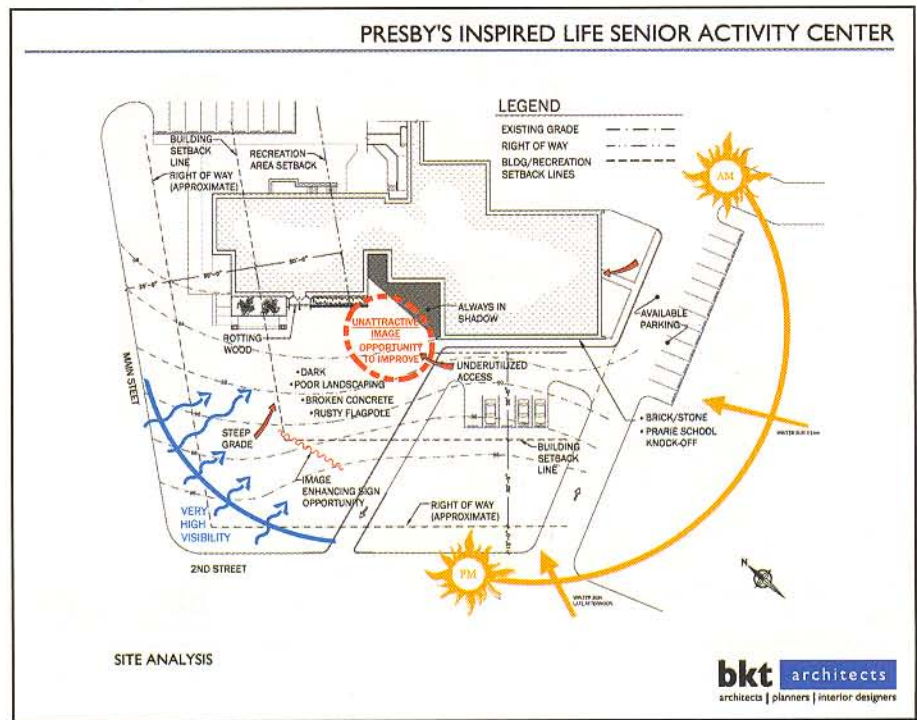 PRESBY'S INSPIRED LIFE SENIOR ACTIVITY CENTER
LEGEND
EXISTING GRADE
RIGHT OF WAY
BLDG/RECREATION
SETBACK LINES
BUILDING
SETBACK
LINE
RIGHT OF WAY
(APPROXIMATE)
RECREATION
AREA SETBACK
AM
ALWAYS IN
SHADOW
AVAILABLE
PARKING
UNATTRACTIVE
IMAGE
OPPORTUNITY
TO IMPROVE
ROTTING
WOOD
UNDERUTILIZED
ACCESS
MAIN STEET
• DARK
• POOR LANDSCAPING
• BROKEN CONCRETE
• RUSTY FLAGPOLE
• BRICK/STONE
• PRARIE SCHOOL
KNOCK-OFF
STEEP
GRADE
BUILDING
SETBACK
LINE
IMAGE
ENHANCING SIGN
OPPORTUNITY
RIGHT OF WAY
(APPROXIMATE)
VERY
HIGH
VISIBILITY
2ND STREET
PM
N
SITE ANALYSIS
bkt architects
architects | planners | interior designers